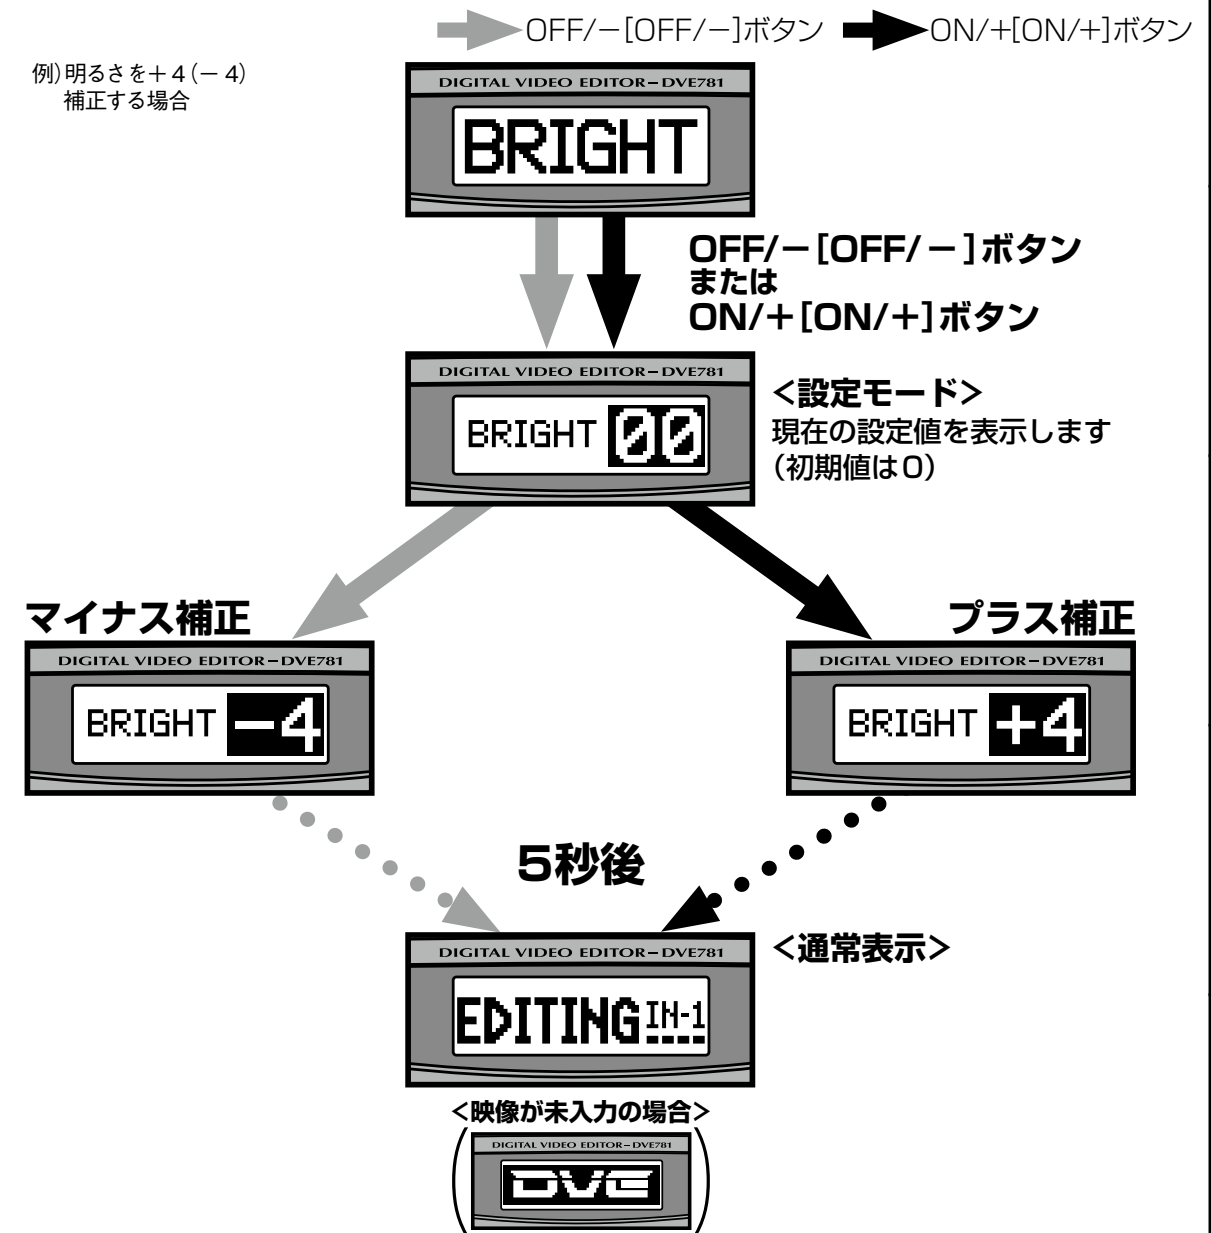 OFF/−[OFF/−]ボタン ON/+[ON/+]ボタン
例)明るさを＋４(－４)
補正する場合
DIGITAL VIDEO EDITOR−DVE781
BRIGHT
OFF/−[OFF/−]ボタン
または
ON/＋[ON/＋]ボタン
DIGITAL VIDEO EDITOR−DVE781
BRIGHT 00
<設定モード>
現在の設定値を表示します
(初期値は0)
マイナス補正
プラス補正
DIGITAL VIDEO EDITOR−DVE781
BRIGHT −4
DIGITAL VIDEO EDITOR−DVE781
BRIGHT +4
5秒後
DIGITAL VIDEO EDITOR−DVE781
EDITING IN-1
<通常表示>
<映像が未入力の場合>
DIGITAL VIDEO EDITOR−DVE781
DVE